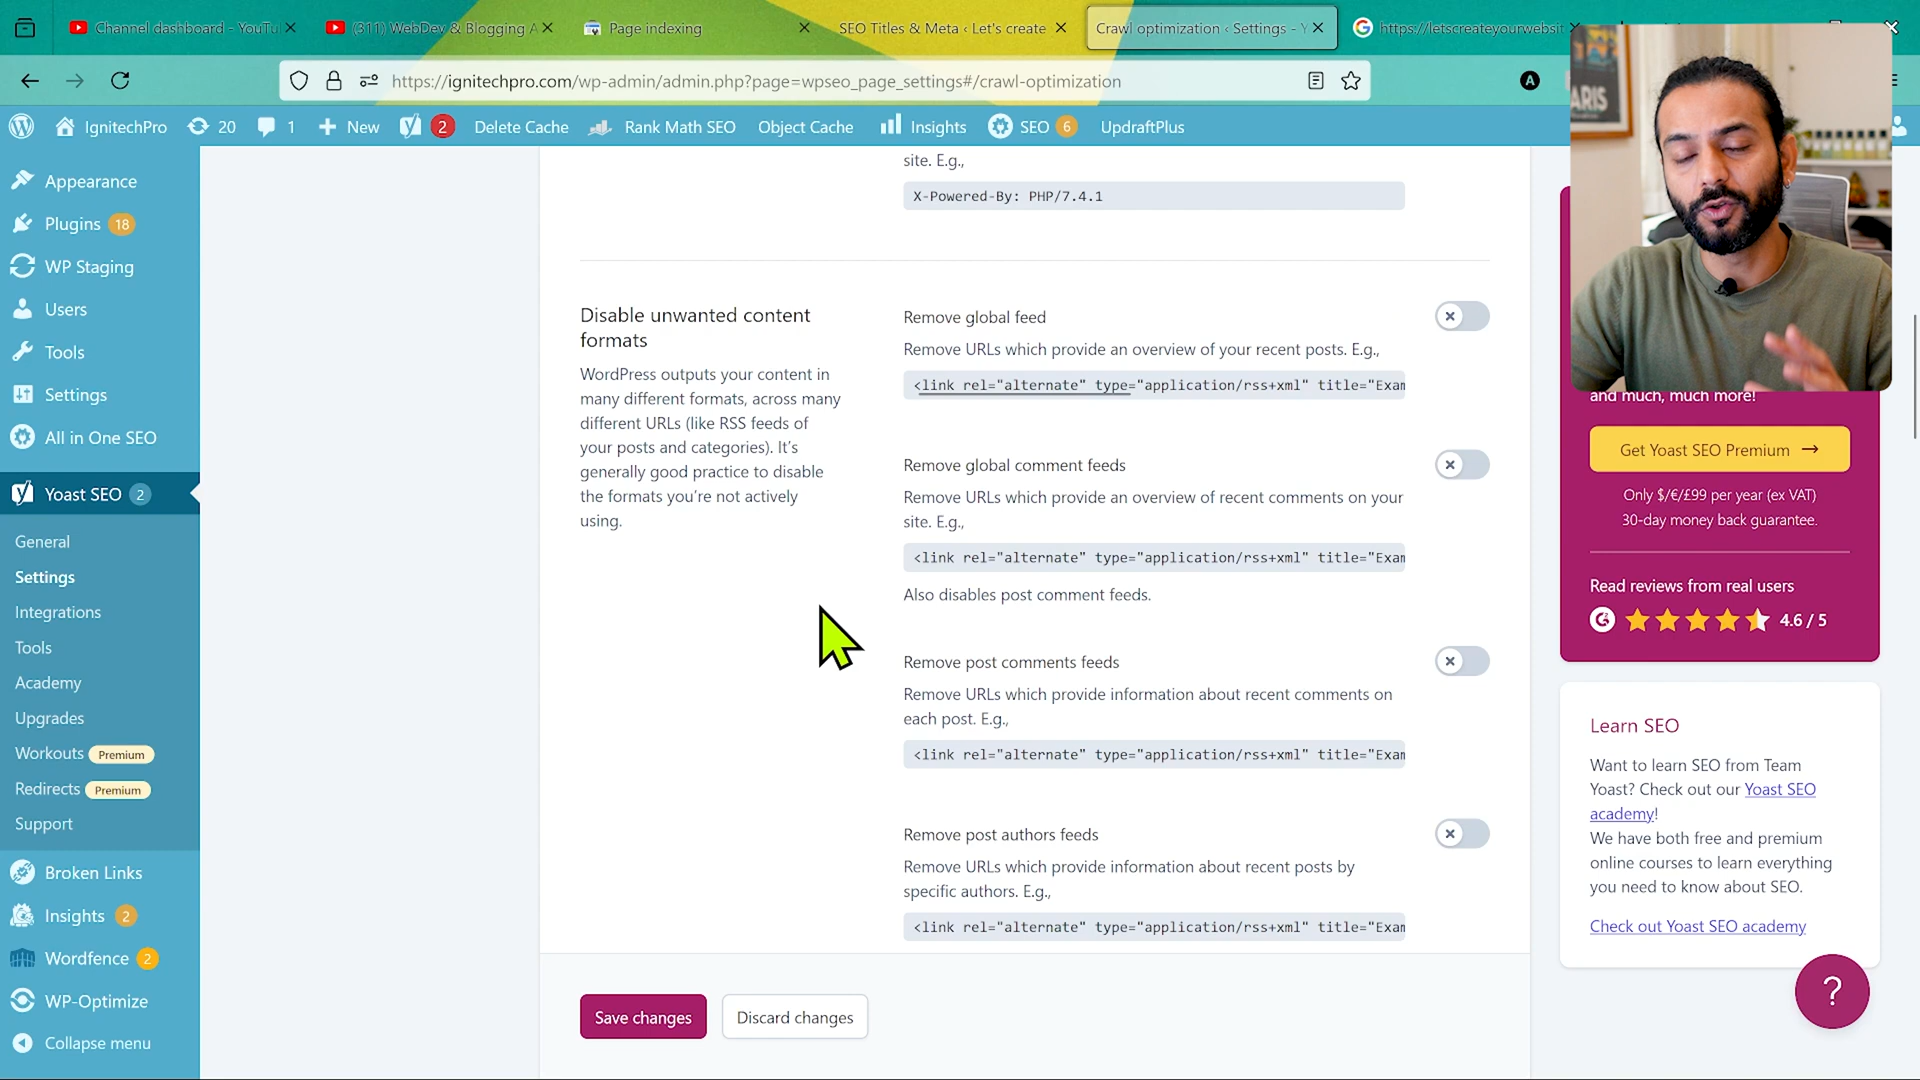 Channel dashboard - YouTu
(311) WebDev & Blogging A
Page indexing
SEO Titles & Meta ‹ Let's create
Crawl optimization ‹ Settings - Y
https://letscreateyourwebsit
https://ignitechpro.com/wp-admin/admin.php?page=wpseo_page_settings#/crawl-optimization
A
IgnitechPro
20
1
New
2
Delete Cache
Rank Math SEO
Object Cache
Insights
SEO 6
UpdraftPlus
Appearance
Plugins 18
WP Staging
Users
Tools
Settings
All in One SEO
Yoast SEO 2
General
Settings
Integrations
Tools
Academy
Upgrades
Workouts Premium
Redirects Premium
Support
Broken Links
Insights 2
Wordfence 2
WP-Optimize
Collapse menu
site. E.g.,
X-Powered-By: PHP/7.4.1
Disable unwanted content
formats
WordPress outputs your content in
many different formats, across many
different URLs (like RSS feeds of
your posts and categories). It's
generally good practice to disable
the formats you're not actively
using.
Remove global feed
Remove URLs which provide an overview of your recent posts. E.g.,
<link rel="alternate" type="application/rss+xml" title="Exam
Remove global comment feeds
Remove URLs which provide an overview of recent comments on your
site. E.g.,
<link rel="alternate" type="application/rss+xml" title="Exam
Also disables post comment feeds.
Remove post comments feeds
Remove URLs which provide information about recent comments on
each post. E.g.,
<link rel="alternate" type="application/rss+xml" title="Exam
Remove post authors feeds
Remove URLs which provide information about recent posts by
specific authors. E.g.,
<link rel="alternate" type="application/rss+xml" title="Exam
Save changes
Discard changes
ARIS
and much, much more!
Get Yoast SEO Premium →
Only $/€/£99 per year (ex VAT)
30-day money back guarantee.
Read reviews from real users
4.6 / 5
Learn SEO
Want to learn SEO from Team
Yoast? Check out our Yoast SEO
academy!
We have both free and premium
online courses to learn everything
you need to know about SEO.
Check out Yoast SEO academy
?